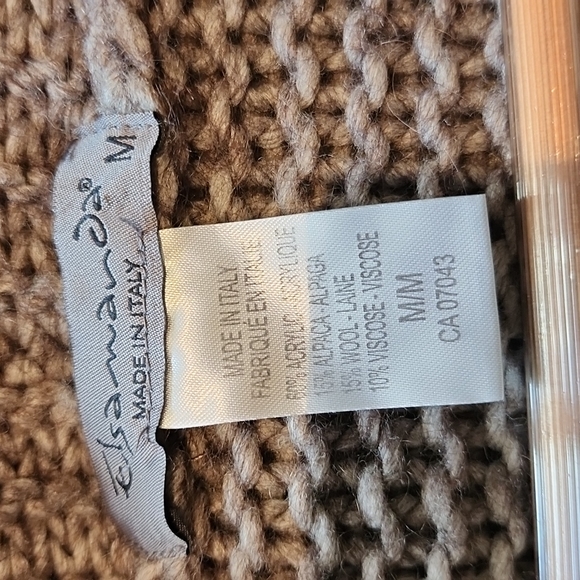 elsamanda®
M
MADE IN ITALY
MADE IN ITALY
FABRIQUÉ EN ITALIE
60% ACRYLIC - ACRYLIQUE
15% ALPACA - ALPAGA
15% WOOL - LAINE
10% VISCOSE - VISCOSE
M/M
CA 07043